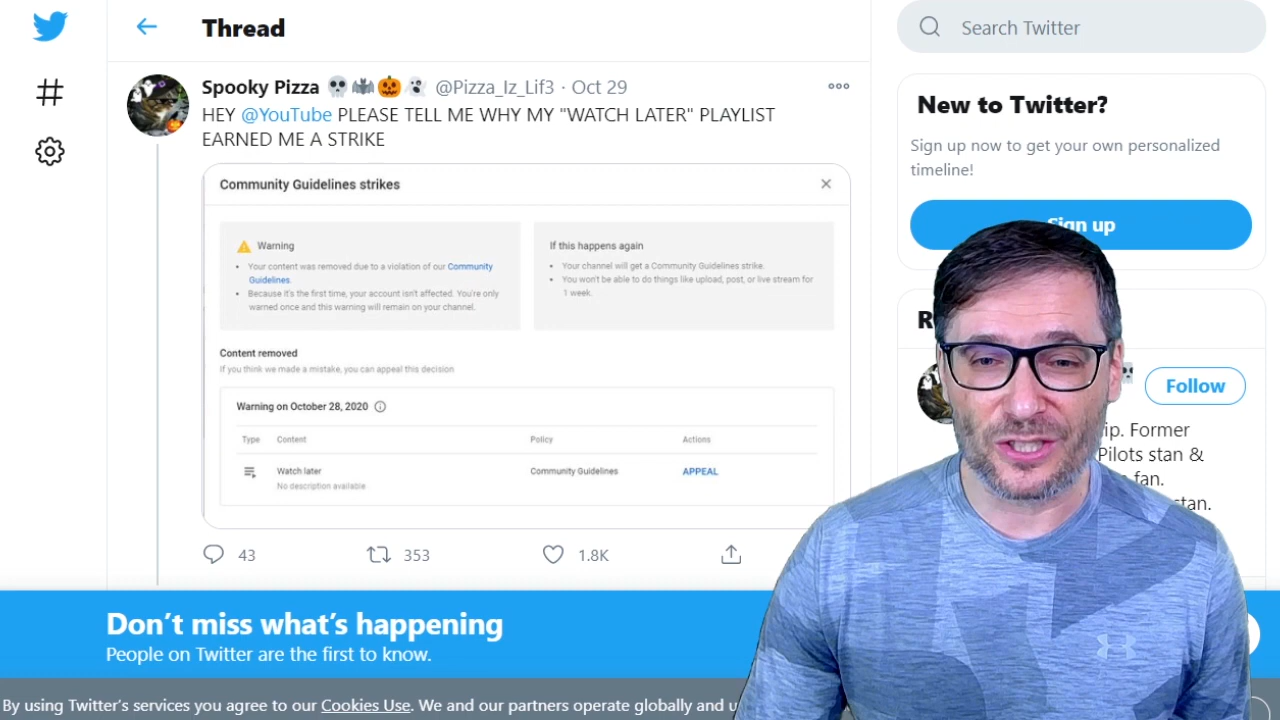 Thread
Search Twitter
Spooky Pizza 💀🦇🎃👻 @Pizza_Iz_Lif3 · Oct 29
HEY @YouTube PLEASE TELL ME WHY MY "WATCH LATER" PLAYLIST
EARNED ME A STRIKE
Community Guidelines strikes
Warning
• Your content was removed due to a violation of our Community
Guidelines.
• Because it's the first time, your account isn't affected. You're only
warned once and this warning will remain on your channel.
If this happens again
• Your channel will get a Community Guidelines strike.
• You won't be able to do things like upload, post, or live stream for
1 week.
Content removed
If you think we made a mistake, you can appeal this decision
Warning on October 28, 2020
Type Content Policy Actions
Watch later Community Guidelines APPEAL
No description available
43 353 1.8K
New to Twitter?
Sign up now to get your own personalized
timeline!
Sign up
Follow
Former
Pilots stan &
fan.
Don't miss what's happening
People on Twitter are the first to know.
By using Twitter's services you agree to our Cookies Use. We and our partners operate globally and